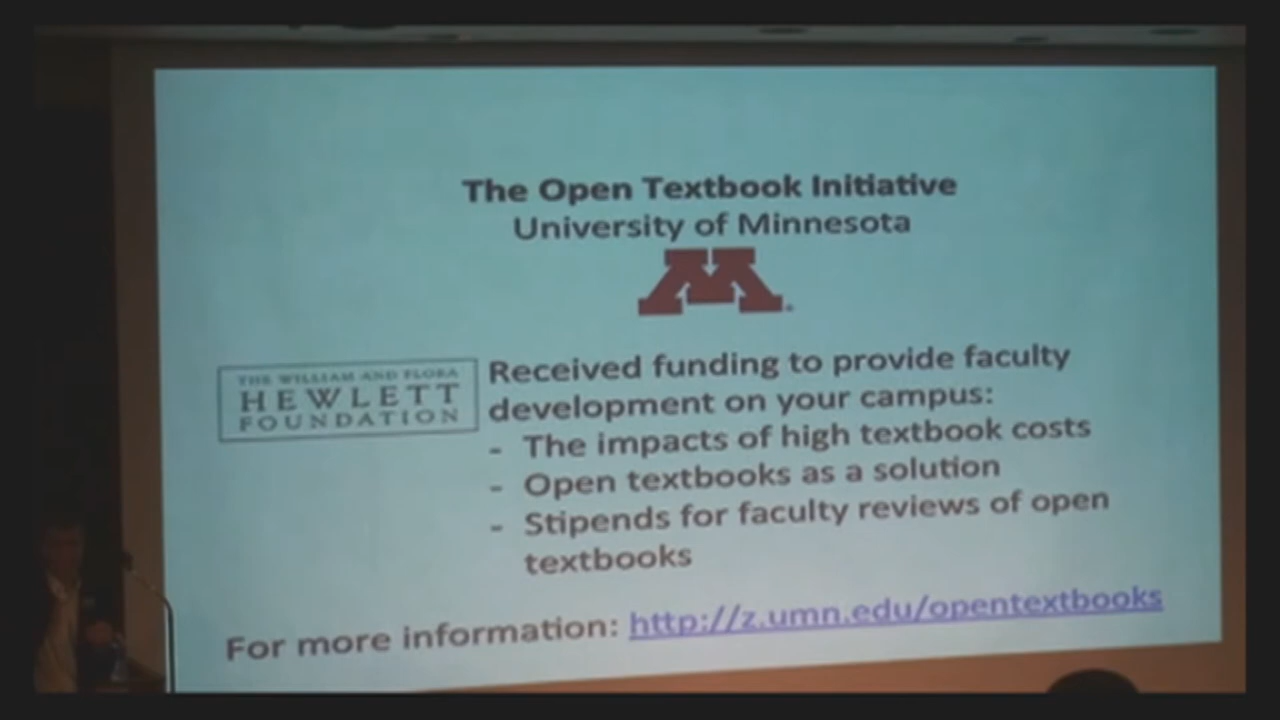 The Open Textbook Initiative
University of Minnesota
M
THE WILLIAM AND FLORA
HEWLETT
FOUNDATION
Received funding to provide faculty
development on your campus:
- The impacts of high textbook costs
- Open textbooks as a solution
- Stipends for faculty reviews of open
textbooks
For more information: http://z.umn.edu/opentextbooks